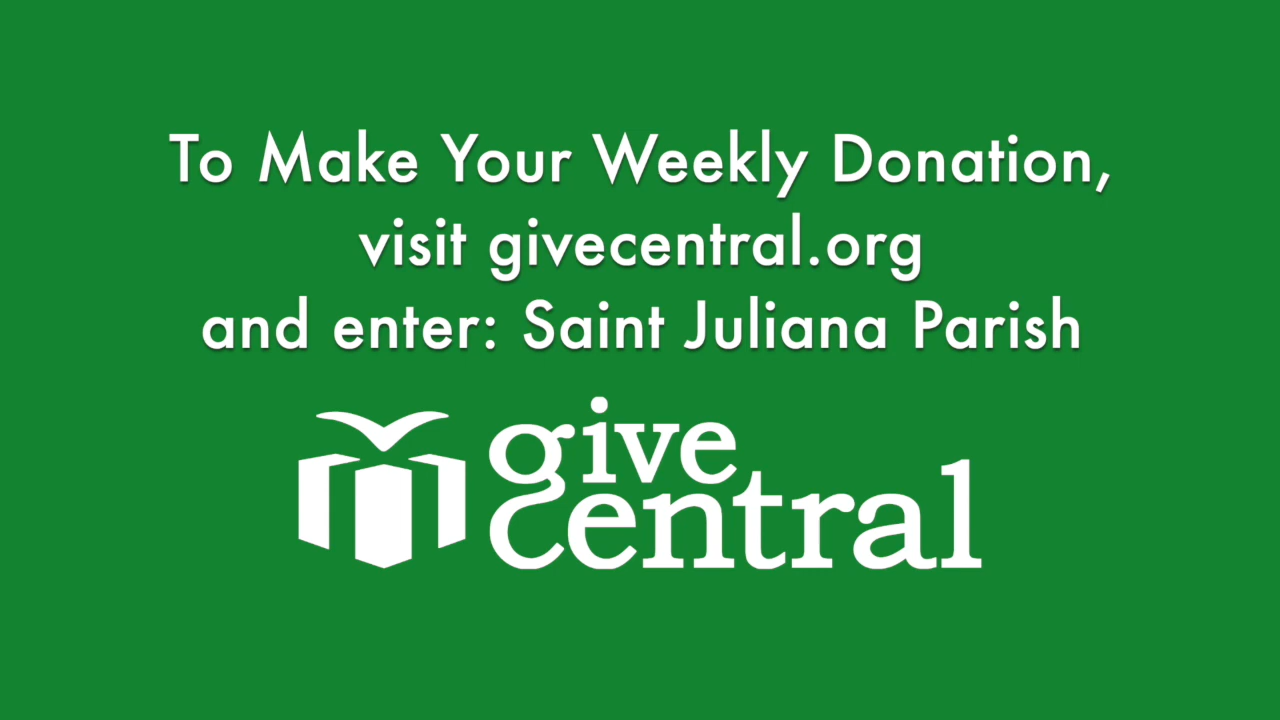 To Make Your Weekly Donation,
visit givecentral.org
and enter: Saint Juliana Parish
give
central